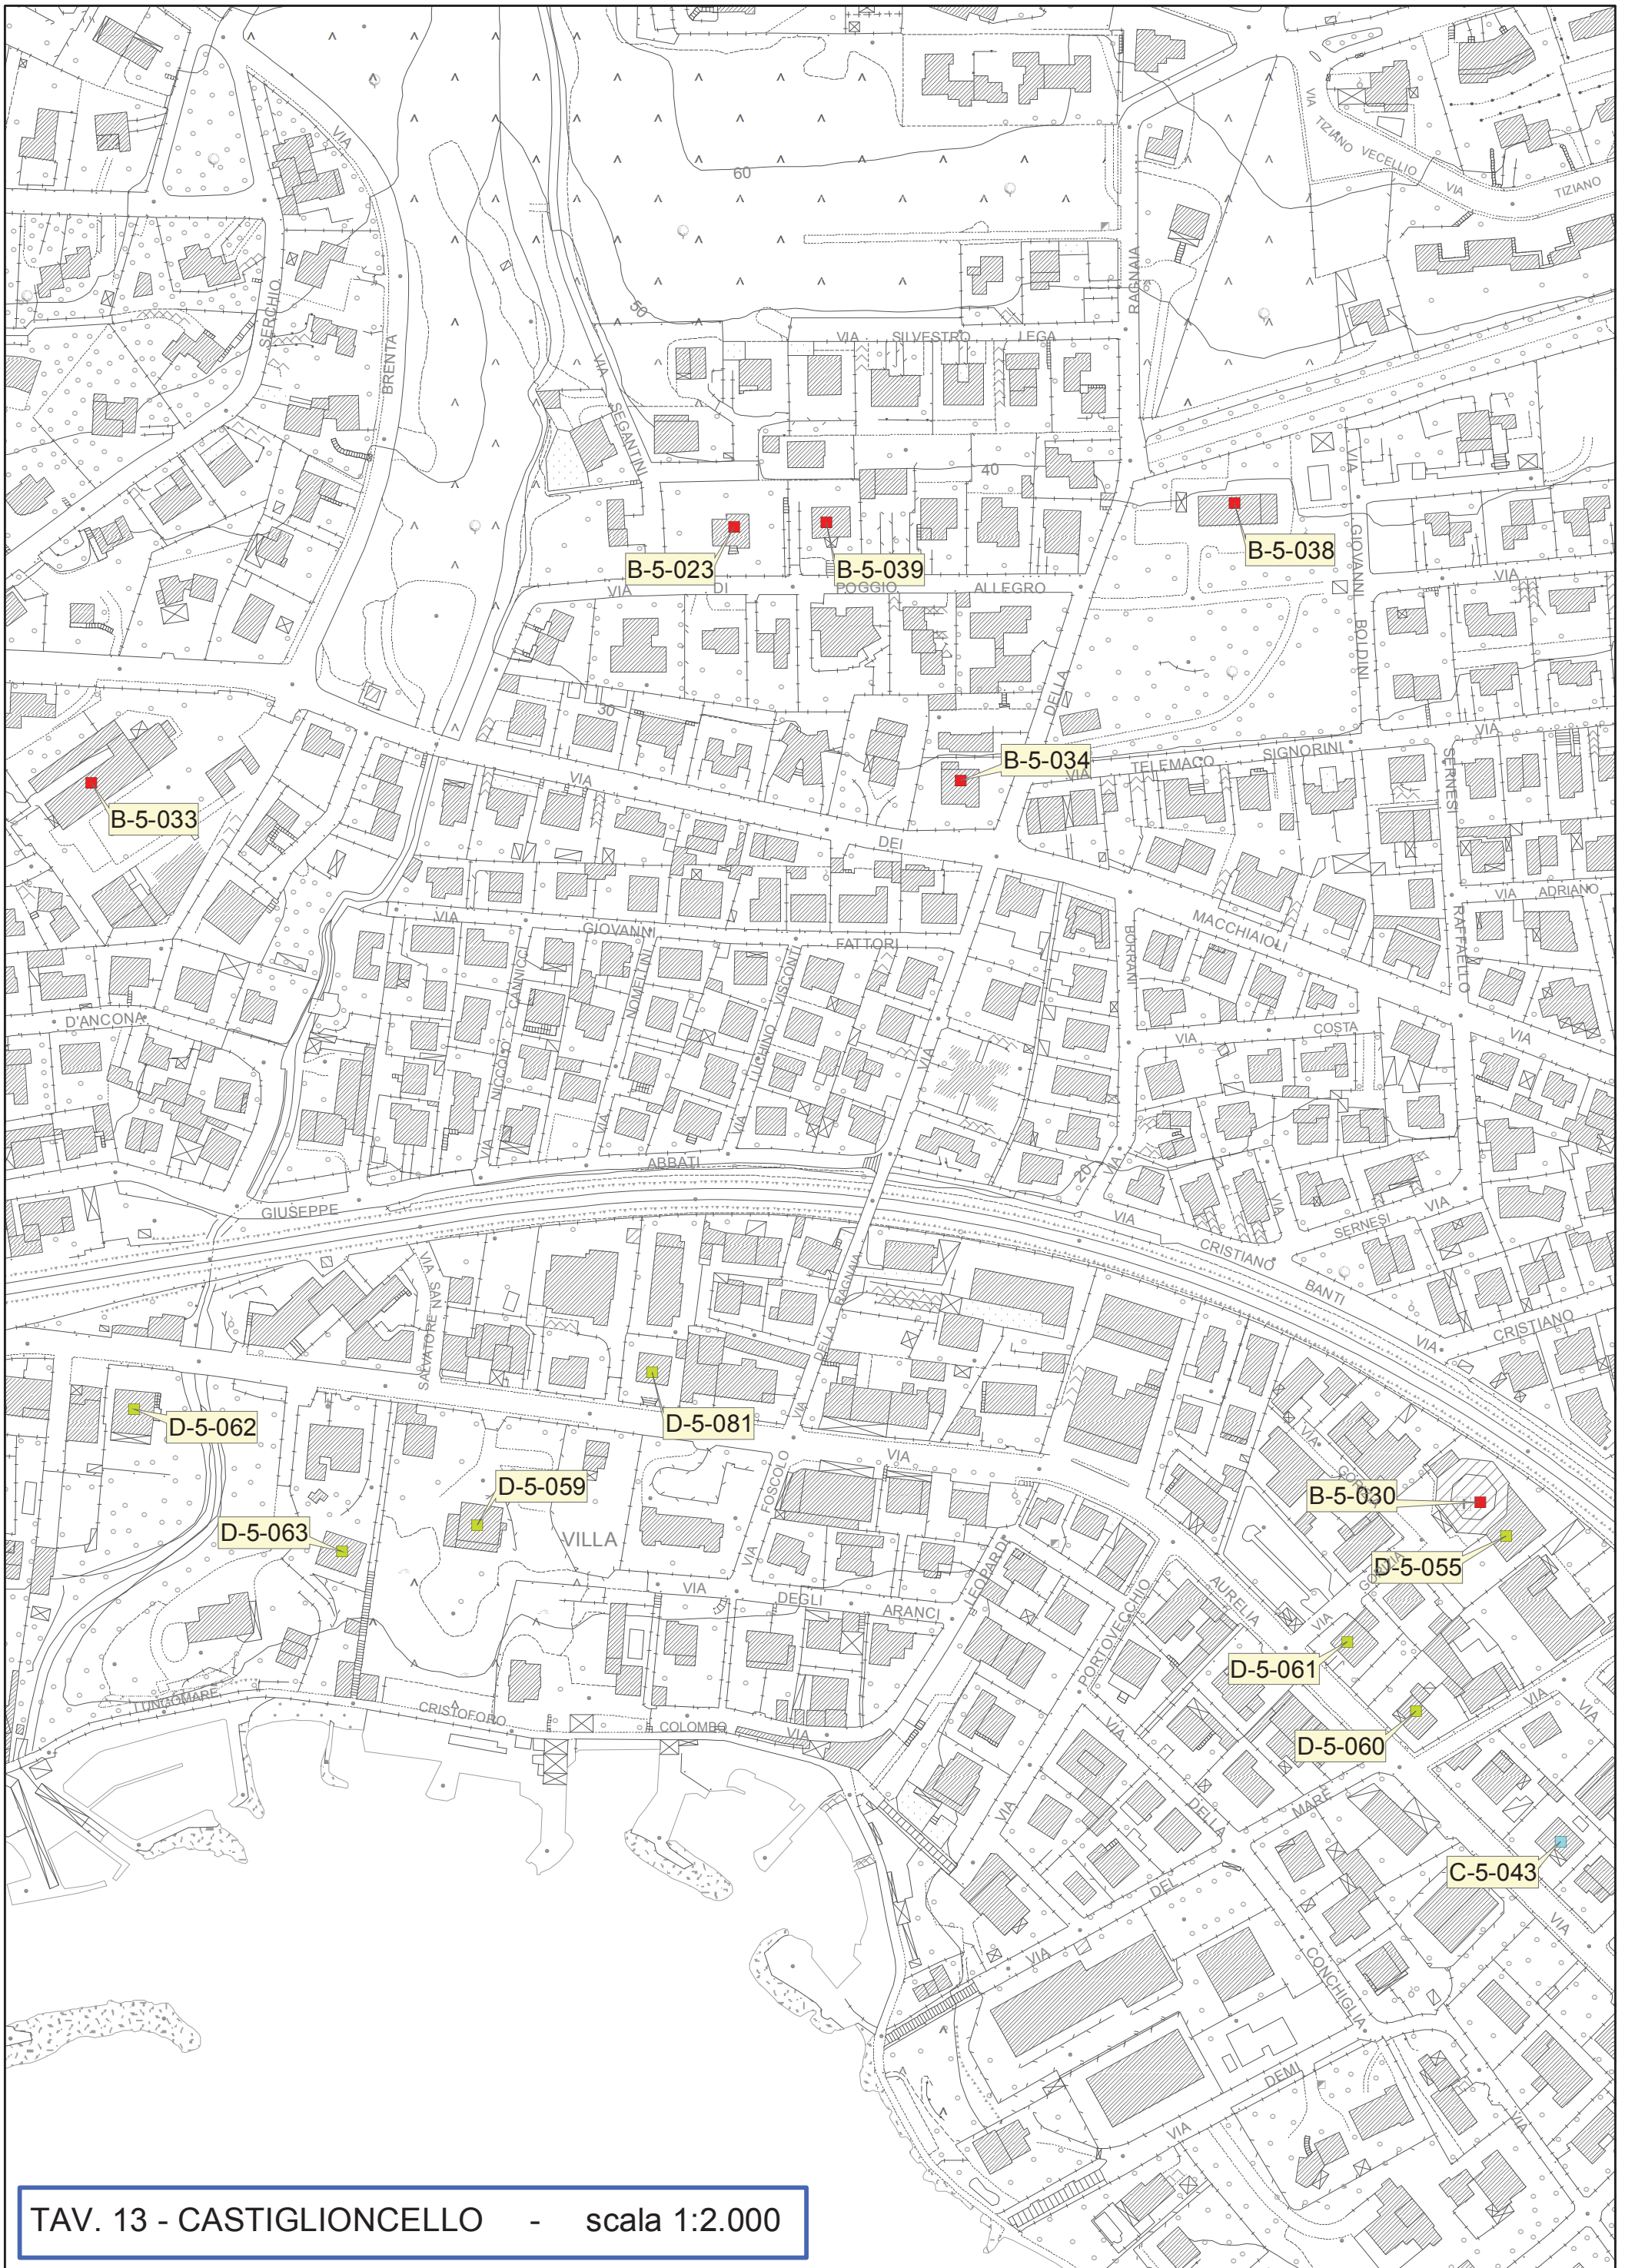 VIA
VIA
TIZIANO VECELLIO
VIA
TIZIANO
60
SERCHIO
BRENTA
50
RAGNAIA
VIA SILVESTRO LEGA
VIA
SEGANTINI
40
VIA
GIOVANNI
BOLDINI
B-5-023
B-5-039
B-5-038
VIA DI POGGIO ALLEGRO
VIA
30
DELLA
B-5-034
VIA TELEMACO SIGNORINI
VIA
SERNESI
B-5-033
VIA
DEI
MACCHIAIOLI
VIA ADRIANO
RAFFAELLO
VIA
GIOVANNI
FATTORI
BORRANI
CANNICCI
NICCOLO'
VIA
NOMELLINI
VIA
VISCONTI
LUCHINO
VIA
VIA
D'ANCONA
VIA
COSTA
VIA
ABBATI
GIUSEPPE
20
VIA
VIA
VIA
SERNESI
VIA
CRISTIANO
BANTI
VIA
CRISTIANO
VIA
SAN
SALVATORE
RAGNAIA
DELLA
VIA
D-5-062
D-5-081
D-5-059
D-5-063
VILLA
VIA
FOSCOLO
VIA
VIA
B-5-030
D-5-055
GORIZIA
VIA
VIA
DEGLI
ARANCI
LEOPARDI
PORTOVECCHIO
VIA
AURELIA
D-5-061
D-5-060
VIA
VIA
LUNGOMARE
CRISTOFORO
COLOMBO
VIA
VIA
DELLA
MARE
C-5-043
DEL
VIA
VIA
CONCHIGLIA
DEMI
VIA
VIA
TAV. 13 - CASTIGLIONCELLO - scala 1:2.000